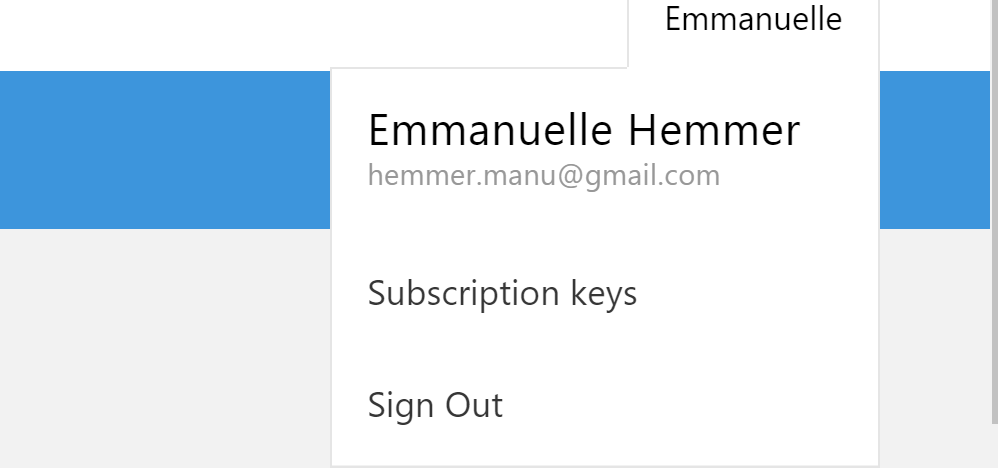 Emmanuelle
Emmanuelle Hemmer
hemmer.manu@gmail.com
Subscription keys
Sign Out